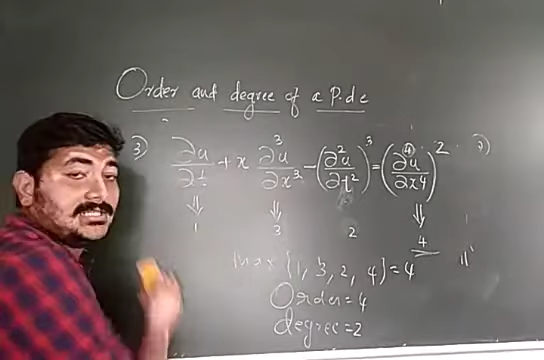 Order and degree of a P.d.e
3) ∂u/∂t + x ∂³u/∂x³ - (∂²u/∂t²)³ = (∂⁴u/∂x⁴)²
⇓ ⇓ ⇓
1 3 2 4
Max {1, 3, 2, 4} = 4
Order = 4
degree = 2